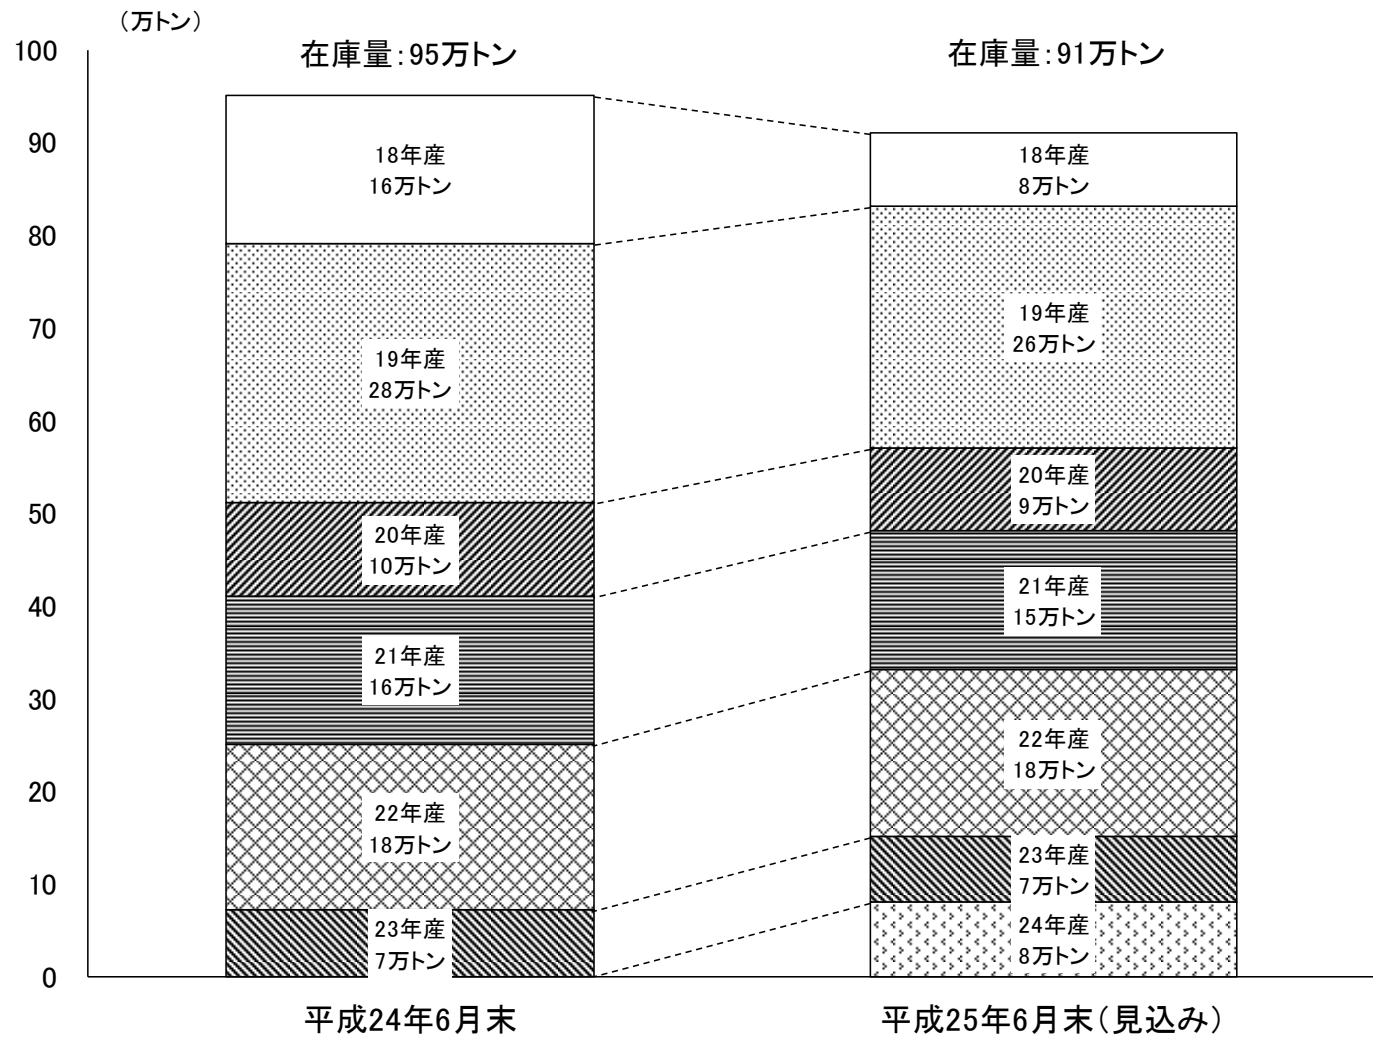 （万トン）
在庫量：95万トン
在庫量：91万トン
100
90
80
70
60
50
40
30
20
10
0
18年産
16万トン
19年産
28万トン
20年産
10万トン
21年産
16万トン
22年産
18万トン
23年産
7万トン
18年産
8万トン
19年産
26万トン
20年産
9万トン
21年産
15万トン
22年産
18万トン
23年産
7万トン
24年産
8万トン
平成24年6月末
平成25年6月末（見込み）